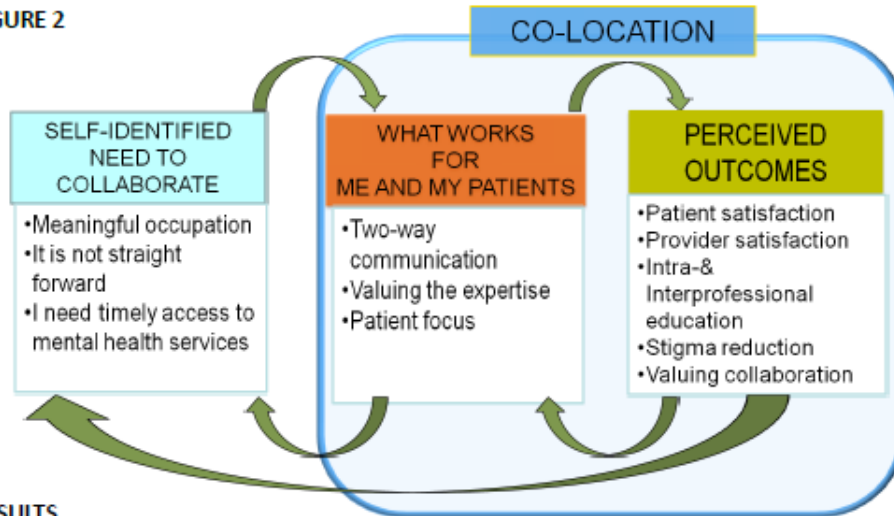 GURE 2
CO-LOCATION
SELF-IDENTIFIED
NEED TO
COLLABORATE
•Meaningful occupation
•It is not straight
forward
•I need timely access to
mental health services
WHAT WORKS
FOR
ME AND MY PATIENTS
•Two-way
communication
•Valuing the expertise
•Patient focus
PERCEIVED
OUTCOMES
•Patient satisfaction
•Provider satisfaction
•Intra-&
Interprofessional
education
•Stigma reduction
•Valuing collaboration
SULTS